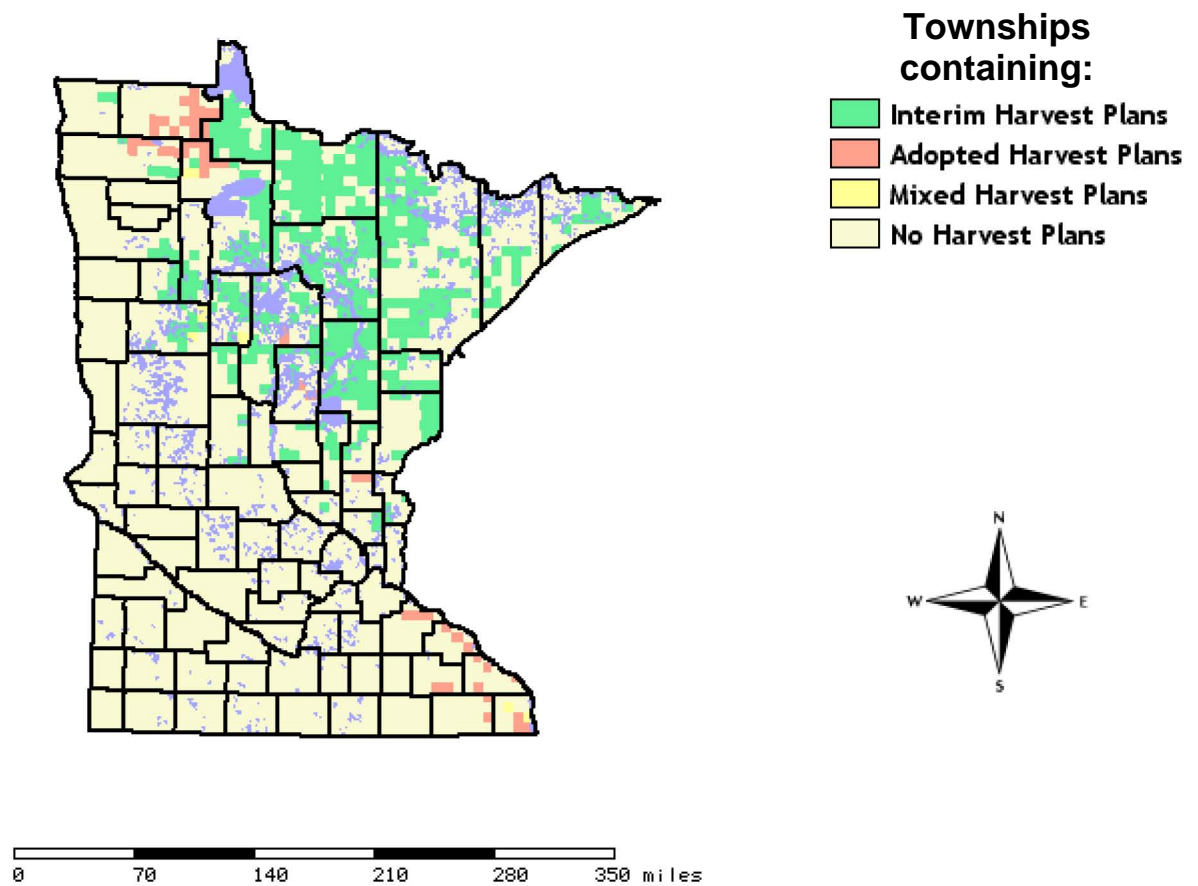 Townships
containing:
Interim Harvest Plans
Adopted Harvest Plans
Mixed Harvest Plans
No Harvest Plans
N
W E
S
0 70 140 210 280 350 miles